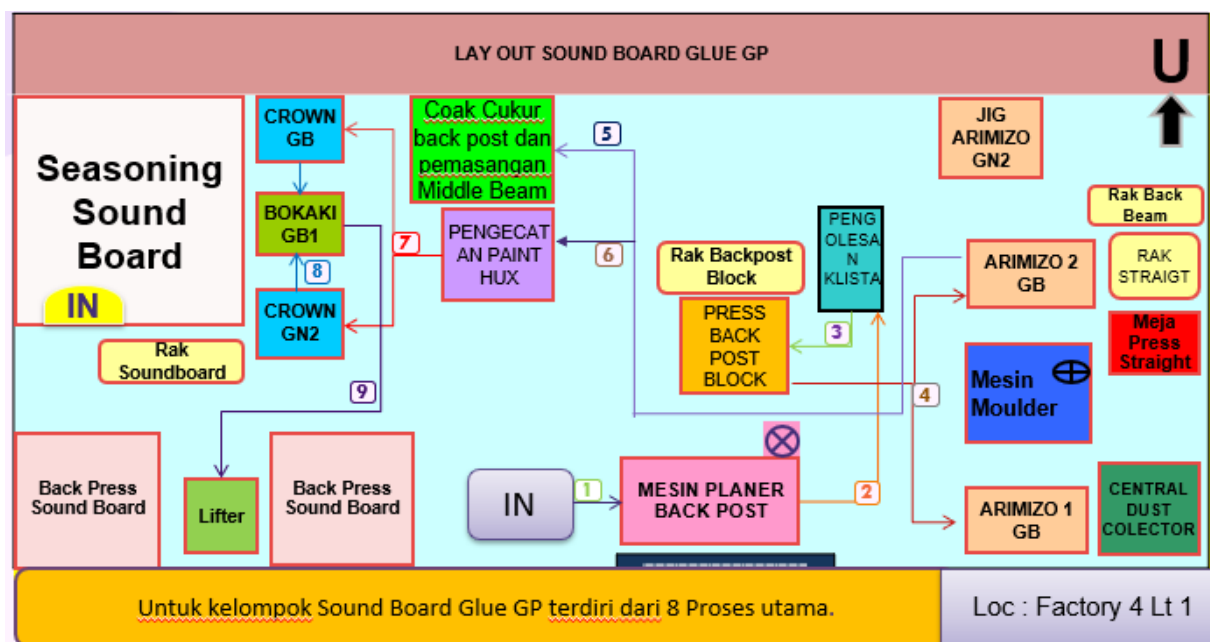 LAY OUT SOUND BOARD GLUE GP
U
Seasoning
Sound
Board
IN
CROWN
GB
BOKAKI
GB1
8
CROWN
GN2
Rak
Soundboard
Coak Cukur
back post dan
pemasangan
Middle Beam
5
PENGECAT
AN PAINT
HUX
7
6
Rak Backpost
Block
PENG
OLESA
N
KLISTA
PRESS
BACK
POST
BLOCK
3
JIG
ARIMIZO
GN2
Rak Back
Beam
ARIMIZO 2
GB
RAK
STRAIGT
Meja
Press
Straight
Mesin
Moulder
4
9
Back Press
Sound Board
Lifter
Back Press
Sound Board
IN
1
MESIN PLANER
BACK POST
2
ARIMIZO 1
GB
CENTRAL
DUST
COLECTOR
Untuk kelompok Sound Board Glue GP terdiri dari 8 Proses utama.
Loc : Factory 4 Lt 1